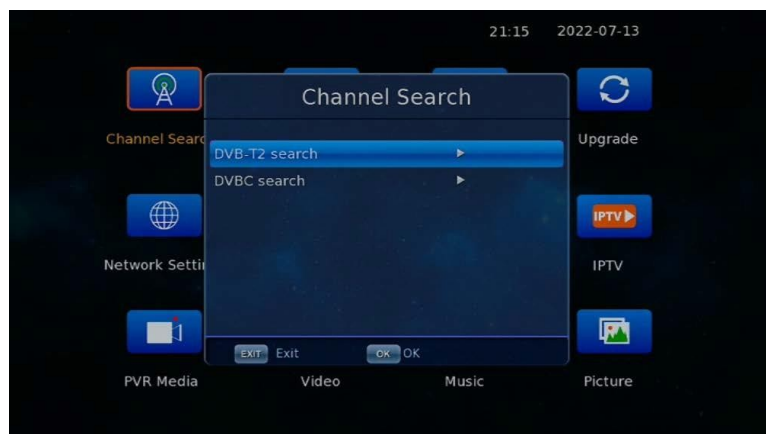 21:15 2022-07-13
Channel Search
Channel Searc
Upgrade
DVB-T2 search
DVBC search
Network Settin
IPTV
IPTV
EXIT Exit OK OK
PVR Media Video Music Picture